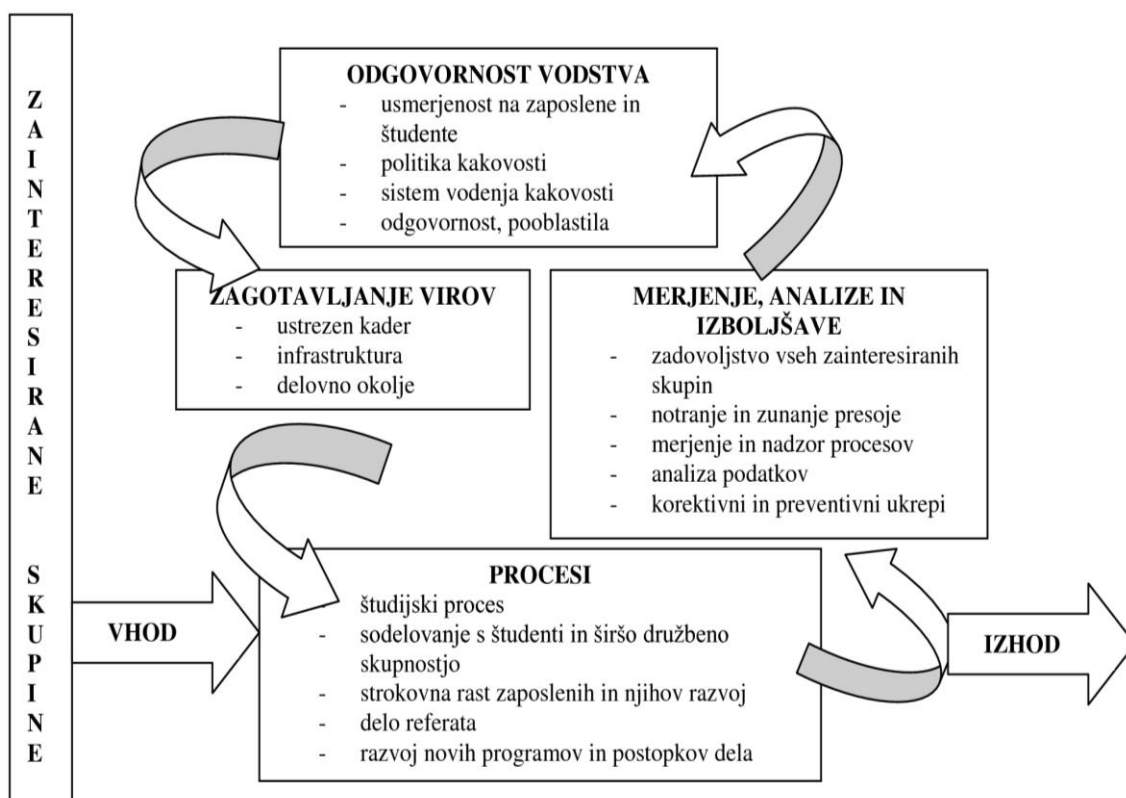 ZAINTERESIRANE SKUPINE
ODGOVORNOST VODSTVA
- usmerjenost na zaposlene in
študente
- politika kakovosti
- sistem vodenja kakovosti
- odgovornost, pooblastila
ZAGOTAVLJANJE VIROV
- ustrezen kader
- infrastruktura
- delovno okolje
MERJENJE, ANALIZE IN
IZBOLJŠAVE
- zadovoljstvo vseh zainteresiranih
skupin
- notranje in zunanje presoje
- merjenje in nadzor procesov
- analiza podatkov
- korektivni in preventivni ukrepi
VHOD
PROCESI
- študijski proces
- sodelovanje s študenti in širšo družbeno
skupnostjo
- strokovna rast zaposlenih in njihov razvoj
- delo referata
- razvoj novih programov in postopkov dela
IZHOD